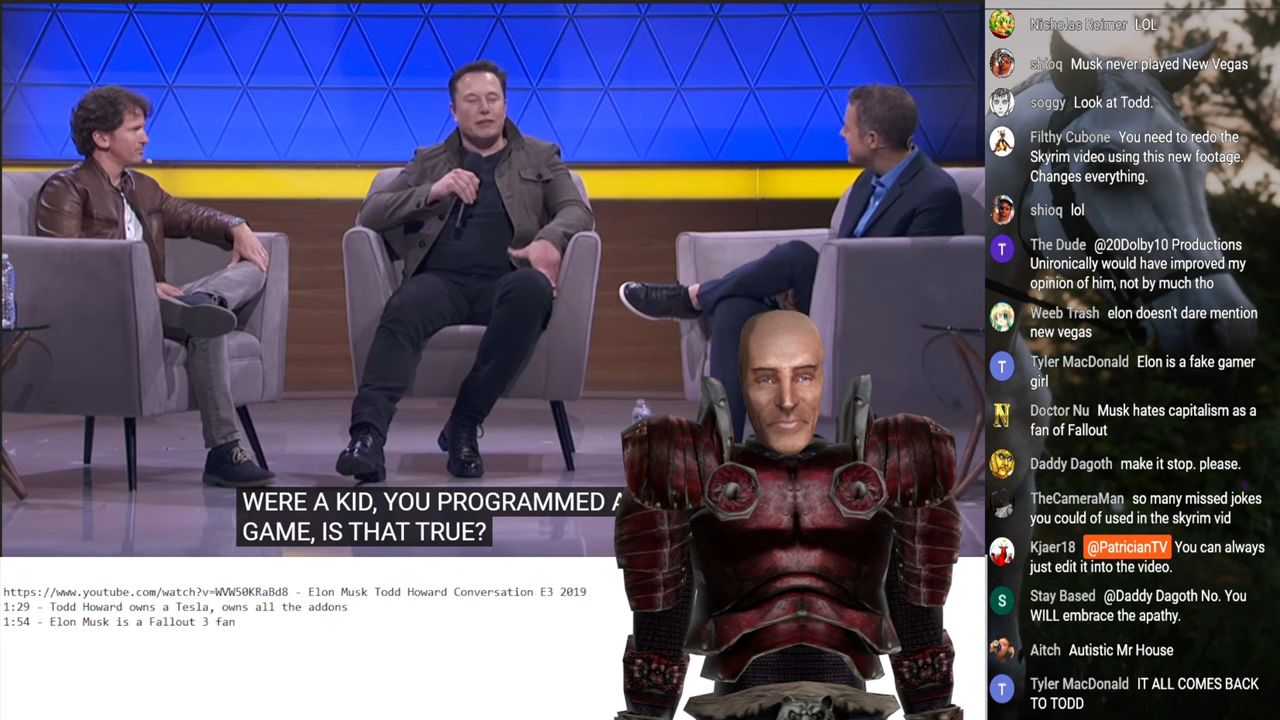 WERE A KID, YOU PROGRAMMED A
GAME, IS THAT TRUE?
https://www.youtube.com/watch?v=WVW50KRaBd8 - Elon Musk Todd Howard Conversation E3 2019
1:29 - Todd Howard owns a Tesla, owns all the addons
1:54 - Elon Musk is a Fallout 3 fan
Nicholas Reimer LOL
shioq Musk never played New Vegas
soggy Look at Todd.
Filthy Cubone You need to redo the
Skyrim video using this new footage.
Changes everything.
shioq lol
T
The Dude @20Dolby10 Productions
Unironically would have improved my
opinion of him, not by much tho
Weeb Trash elon doesn't dare mention
new vegas
T
Tyler MacDonald Elon is a fake gamer
girl
N
Doctor Nu Musk hates capitalism as a
fan of Fallout
Daddy Dagoth make it stop. please.
TheCameraMan so many missed jokes
you could of used in the skyrim vid
Kjaer18 @PatricianTV You can always
just edit it into the video.
S
Stay Based @Daddy Dagoth No. You
WILL embrace the apathy.
Aitch Autistic Mr House
T
Tyler MacDonald IT ALL COMES BACK
TO TODD